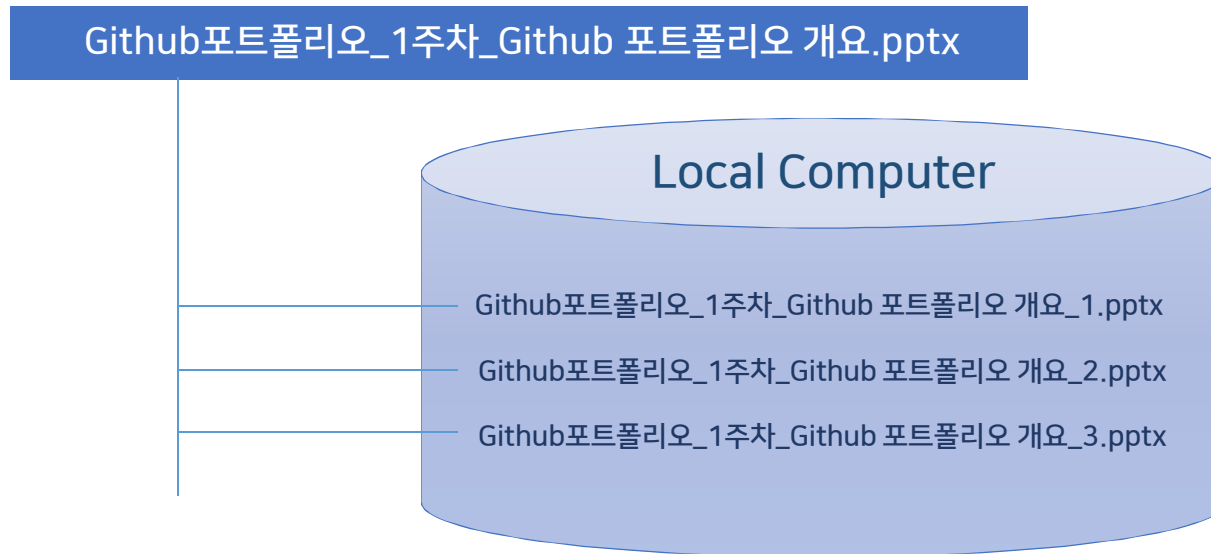 Github포트폴리오_1주차_Github 포트폴리오 개요.pptx
Local Computer
Github포트폴리오_1주차_Github 포트폴리오 개요_1.pptx
Github포트폴리오_1주차_Github 포트폴리오 개요_2.pptx
Github포트폴리오_1주차_Github 포트폴리오 개요_3.pptx